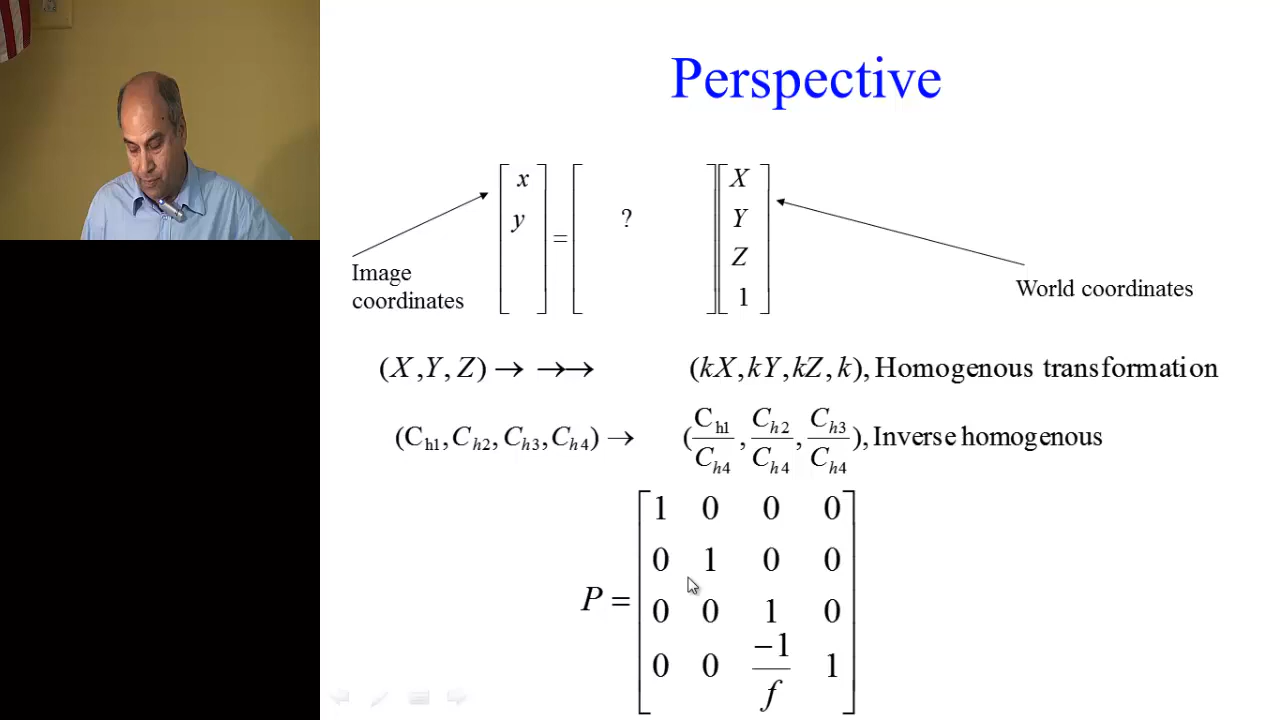 Perspective
[x y] = [ ? ] [X Y Z 1]
Image
coordinates
World coordinates
(X,Y,Z) → →→ (kX,kY,kZ,k), Homogenous transformation
(C_h1, C_h2, C_h3, C_h4) → (C_h1/C_h4, C_h2/C_h4, C_h3/C_h4), Inverse homogenous
P =
1 0 0 0
0 1 0 0
0 0 1 0
0 0 -1/f 1